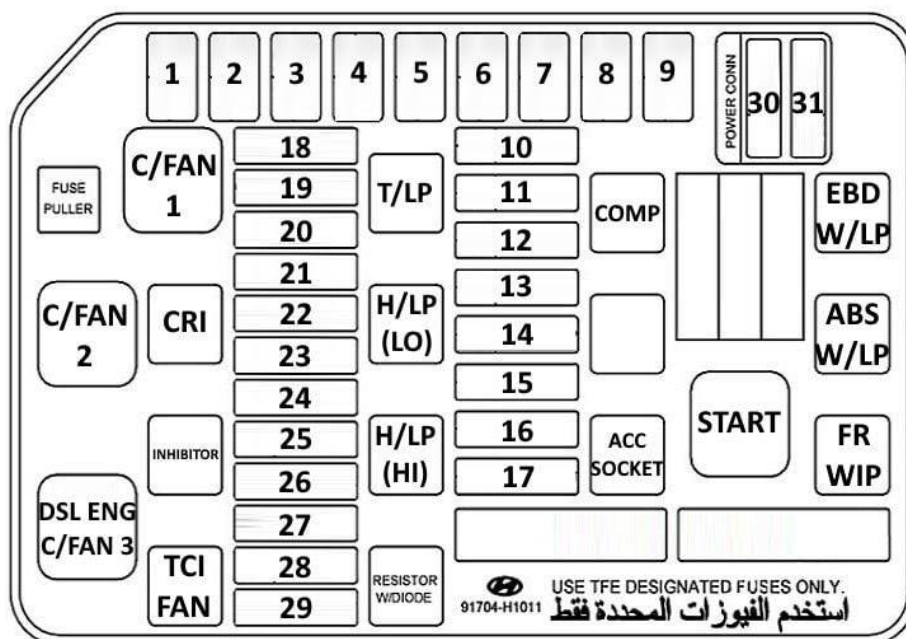 1 2 3 4 5 6 7 8 9
POWER CONN
30 31
FUSE
PULLER
C/FAN
1
18
19
20
21
22
23
24
25
26
27
28
29
T/LP
10
11
12
13
14
15
16
17
COMP
EBD
W/LP
C/FAN
2
CRI
H/LP
(LO)
ABS
W/LP
INHIBITOR
H/LP
(HI)
ACC
SOCKET
START
FR
WIP
DSL ENG
C/FAN 3
TCI
FAN
RESISTOR
W/DIODE
91704-H1011
USE TFE DESIGNATED FUSES ONLY.
استخدم الفيوزات المحددة فقط